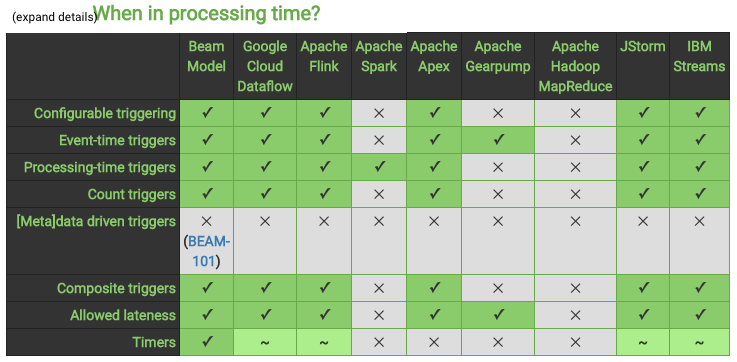 (expand details)When in processing time?
Beam Model Google Cloud Dataflow Apache Flink Apache Spark Apache Apex Apache Gearpump Apache Hadoop MapReduce JStorm IBM Streams
Configurable triggering ✓ ✓ ✓ × ✓ × × ✓ ✓
Event-time triggers ✓ ✓ ✓ × ✓ ✓ × ✓ ✓
Processing-time triggers ✓ ✓ ✓ ✓ ✓ × × ✓ ✓
Count triggers ✓ ✓ ✓ × ✓ × × ✓ ✓
[Meta]data driven triggers × (BEAM-101) × × × × × × × ×
Composite triggers ✓ ✓ ✓ × ✓ × × ✓ ✓
Allowed lateness ✓ ✓ ✓ × ✓ ✓ × ✓ ✓
Timers ✓ ~ ~ × × × × ~ ~